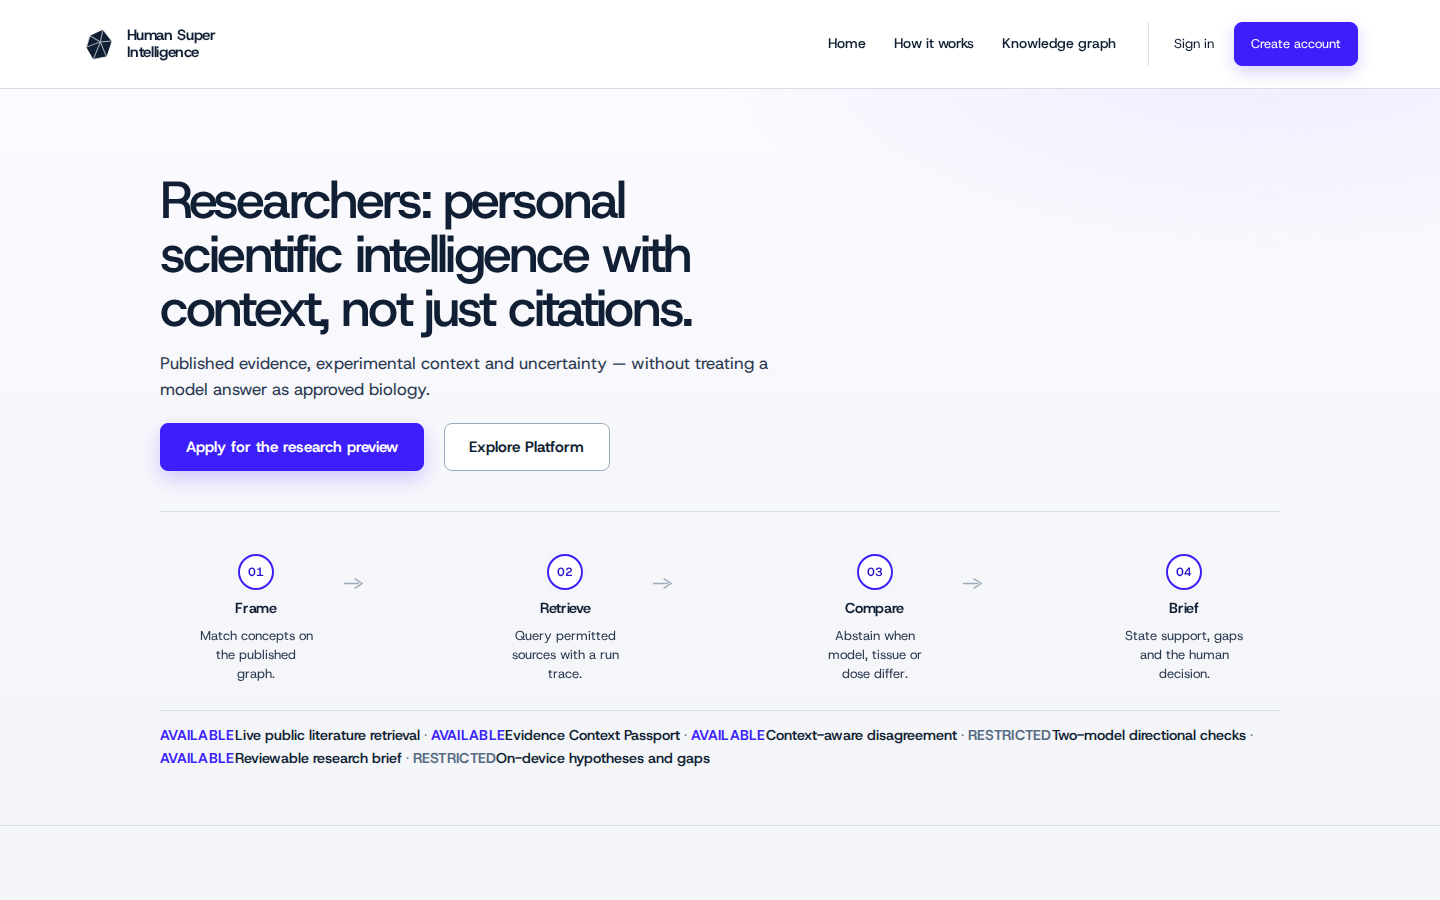 Human Super
Intelligence
Home
How it works
Knowledge graph
Sign in
Create account
Researchers: personal
scientific intelligence with
context, not just citations.
Published evidence, experimental context and uncertainty — without treating a
model answer as approved biology.
Apply for the research preview
Explore Platform
01
Frame
Match concepts on
the published
graph.
02
Retrieve
Query permitted
sources with a run
trace.
03
Compare
Abstain when
model, tissue or
dose differ.
04
Brief
State support, gaps
and the human
decision.
AVAILABLELive public literature retrieval · AVAILABLEEvidence Context Passport · AVAILABLEContext-aware disagreement · RESTRICTEDTwo-model directional checks ·
AVAILABLEReviewable research brief · RESTRICTEDOn-device hypotheses and gaps